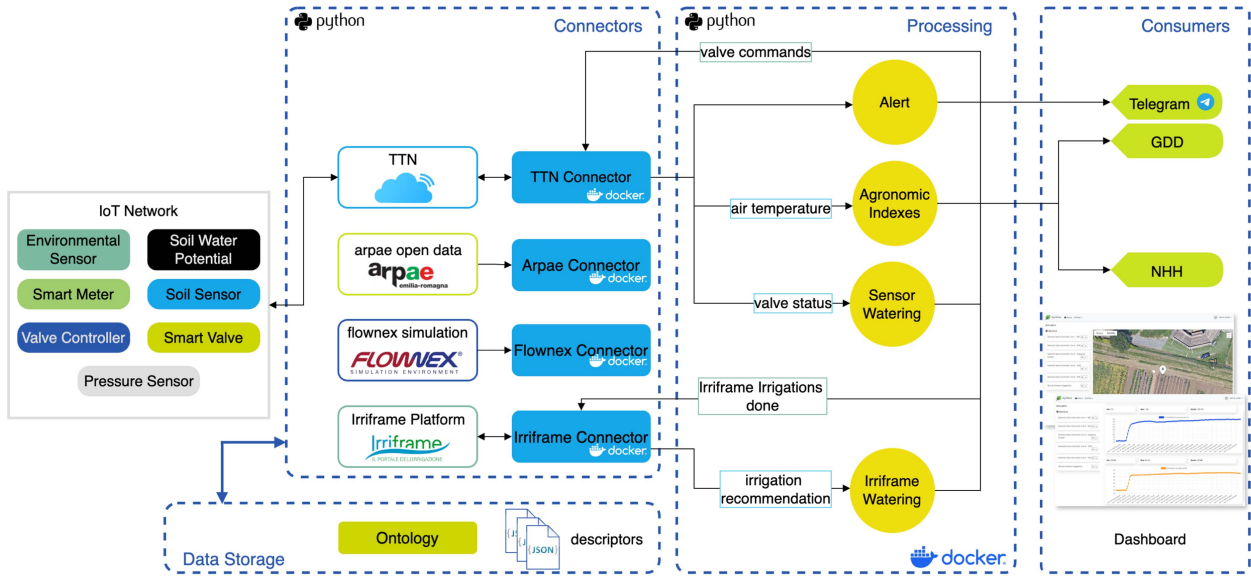 python
Connectors
python
Processing
Consumers
valve commands
Alert
Telegram
GDD
TTN
TTN Connector
docker
air temperature
Agronomic
Indexes
IoT Network
Environmental
Sensor
Soil Water
Potential
Smart Meter
Soil Sensor
Valve Controller
Smart Valve
Pressure Sensor
arpae open data
arpae
emilia-romagna
Arpae Connector
docker
NHH
valve status
Sensor
Watering
flownex simulation
FLOWNEX®
SIMULATION ENVIRONMENT
Flownex Connector
docker
Irriframe Irrigations
done
Irriframe Platform
Irriframe
IL PORTALE DELL'IRRIGAZIONE
Irriframe Connector
docker
irrigation
recommendation
Irriframe
Watering
Data Storage
Ontology
{JSON}
descriptors
docker
Dashboard